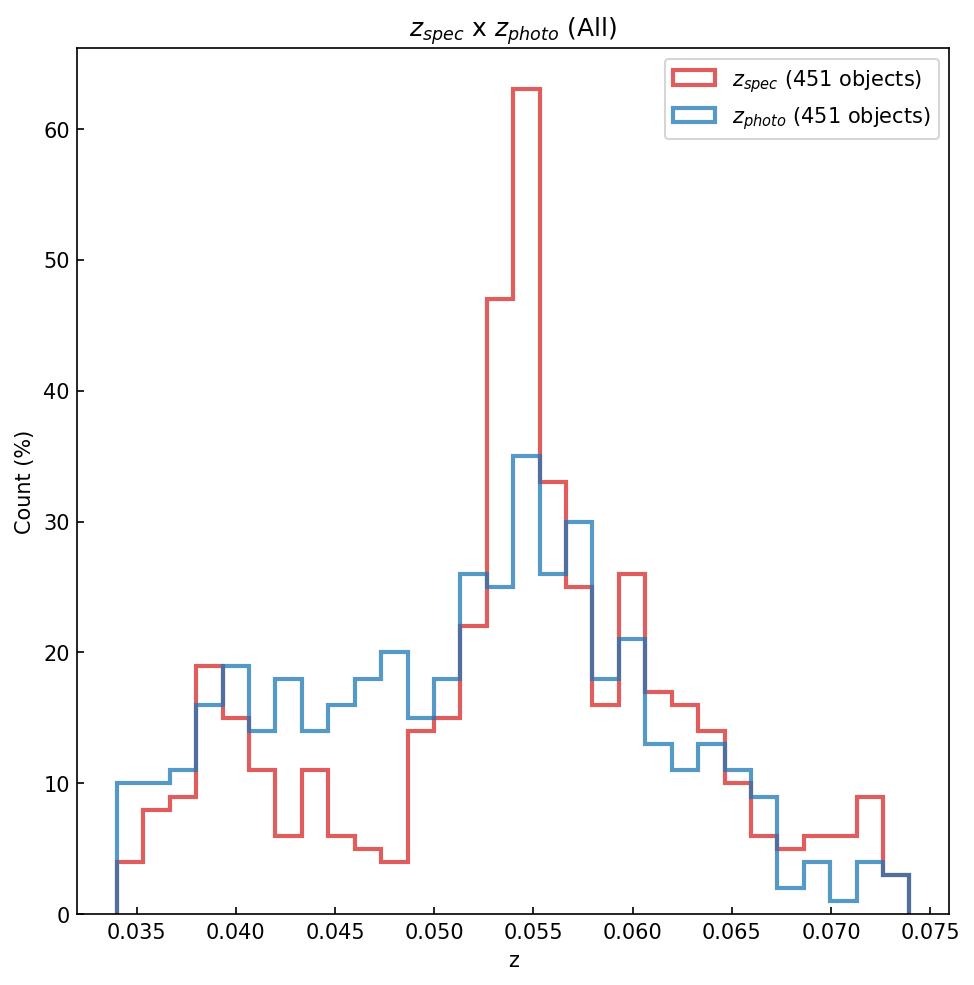 z_spec x z_photo (All)
z_spec (451 objects)
z_photo (451 objects)
Count (%)
60
50
40
30
20
10
0
0.035 0.040 0.045 0.050 0.055 0.060 0.065 0.070 0.075
z